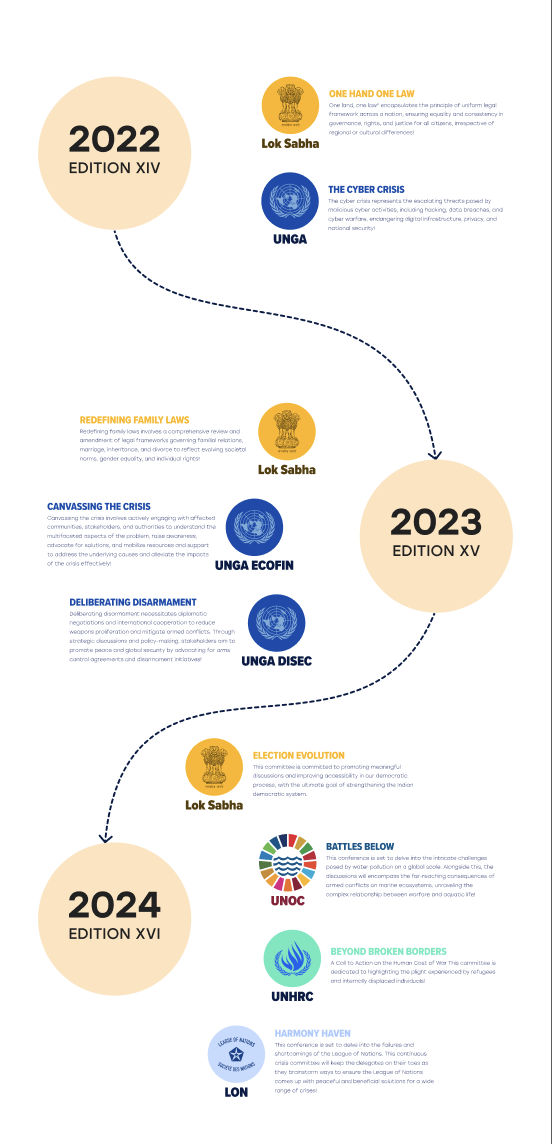 2022
EDITION XIV
Lok Sabha
ONE HAND ONE LAW
One land, one law" encapsulates the principle of uniform legal
framework across a nation, ensuring equality and consistency in
governance, rights, and justice for all citizens, irrespective of
regional or cultural differences!
UNGA
THE CYBER CRISIS
The cyber crisis represents the escalating threats posed by
malicious cyber activities, including hacking, data breaches, and
cyber warfare, endangering digital infrastructure, privacy, and
national security!
REDEFINING FAMILY LAWS
Redefining family laws involves a comprehensive review and
amendment of legal frameworks governing familial relations,
marriage, inheritance, and divorce to reflect evolving societal
norms, gender equality, and individual rights!
Lok Sabha
CANVASSING THE CRISIS
Canvassing the crisis involves actively engaging with affected
communities, stakeholders, and authorities to understand the
multifaceted aspects of the problem, raise awareness,
advocate for solutions, and mobilize resources and support
to address the underlying causes and alleviate the impacts
of the crisis effectively!
UNGA ECOFIN
2023
EDITION XV
DELIBERATING DISARMAMENT
Deliberating disarmament necessitates diplomatic
negotiations and international cooperation to reduce
weapons proliferation and mitigate armed conflicts. Through
strategic discussions and policy-making, stakeholders aim to
promote peace and global security by advocating for arms
control agreements and disarmament initiatives!
UNGA DISEC
Lok Sabha
ELECTION EVOLUTION
This committee is committed to promoting meaningful
discussions and improving accessibility in our democratic
process, with the ultimate goal of strengthening the Indian
democratic system.
2024
EDITION XVI
UNOC
BATTLES BELOW
This conference is set to delve into the intricate challenges
posed by water pollution on a global scale. Alongside this, the
discussions will encompass the far-reaching consequences of
armed conflicts on marine ecosystems, unraveling the
complex relationship between warfare and aquatic life!
UNHRC
BEYOND BROKEN BORDERS
A Call to Action on the Human Cost of War This committee is
dedicated to highlighting the plight experienced by refugees
and internally displaced individuals!
LEAGUE OF NATIONS
SOCIETE DES NATIONS
LON
HARMONY HAVEN
This conference is set to delve into the failures and
shortcomings of the League of Nations. This continuous
crisis committee will keep the delegates on their toes as
they brainstorm ways to ensure the League of Nations
comes up with peaceful and beneficial solutions for a wide
range of crises!